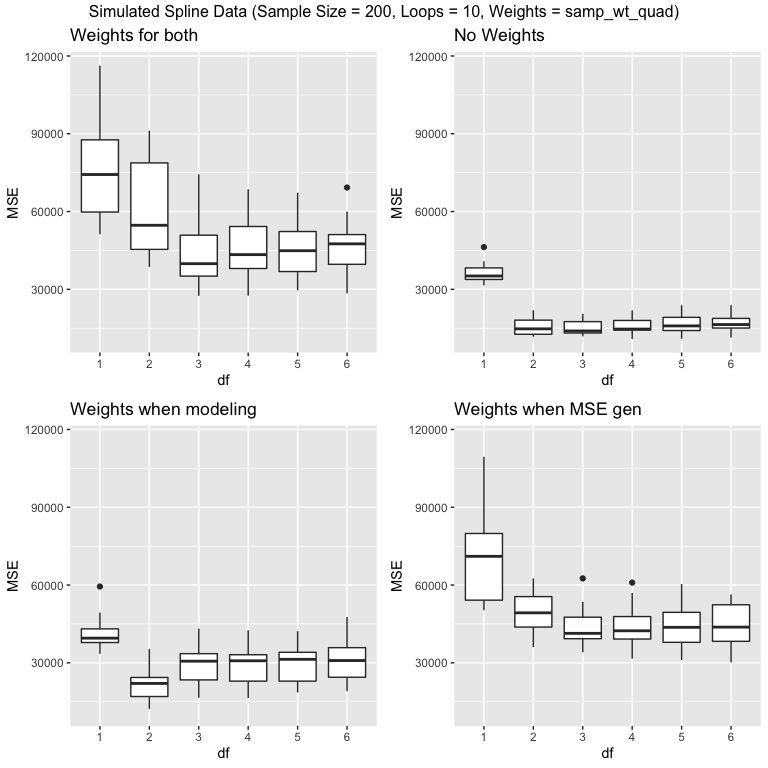 Simulated Spline Data (Sample Size = 200, Loops = 10, Weights = samp_wt_quad)
Weights for both
120000
90000
60000
30000
MSE
1 2 3 4 5 6
df
No Weights
120000
90000
60000
30000
MSE
1 2 3 4 5 6
df
Weights when modeling
120000
90000
60000
30000
MSE
1 2 3 4 5 6
df
Weights when MSE gen
120000
90000
60000
30000
MSE
1 2 3 4 5 6
df